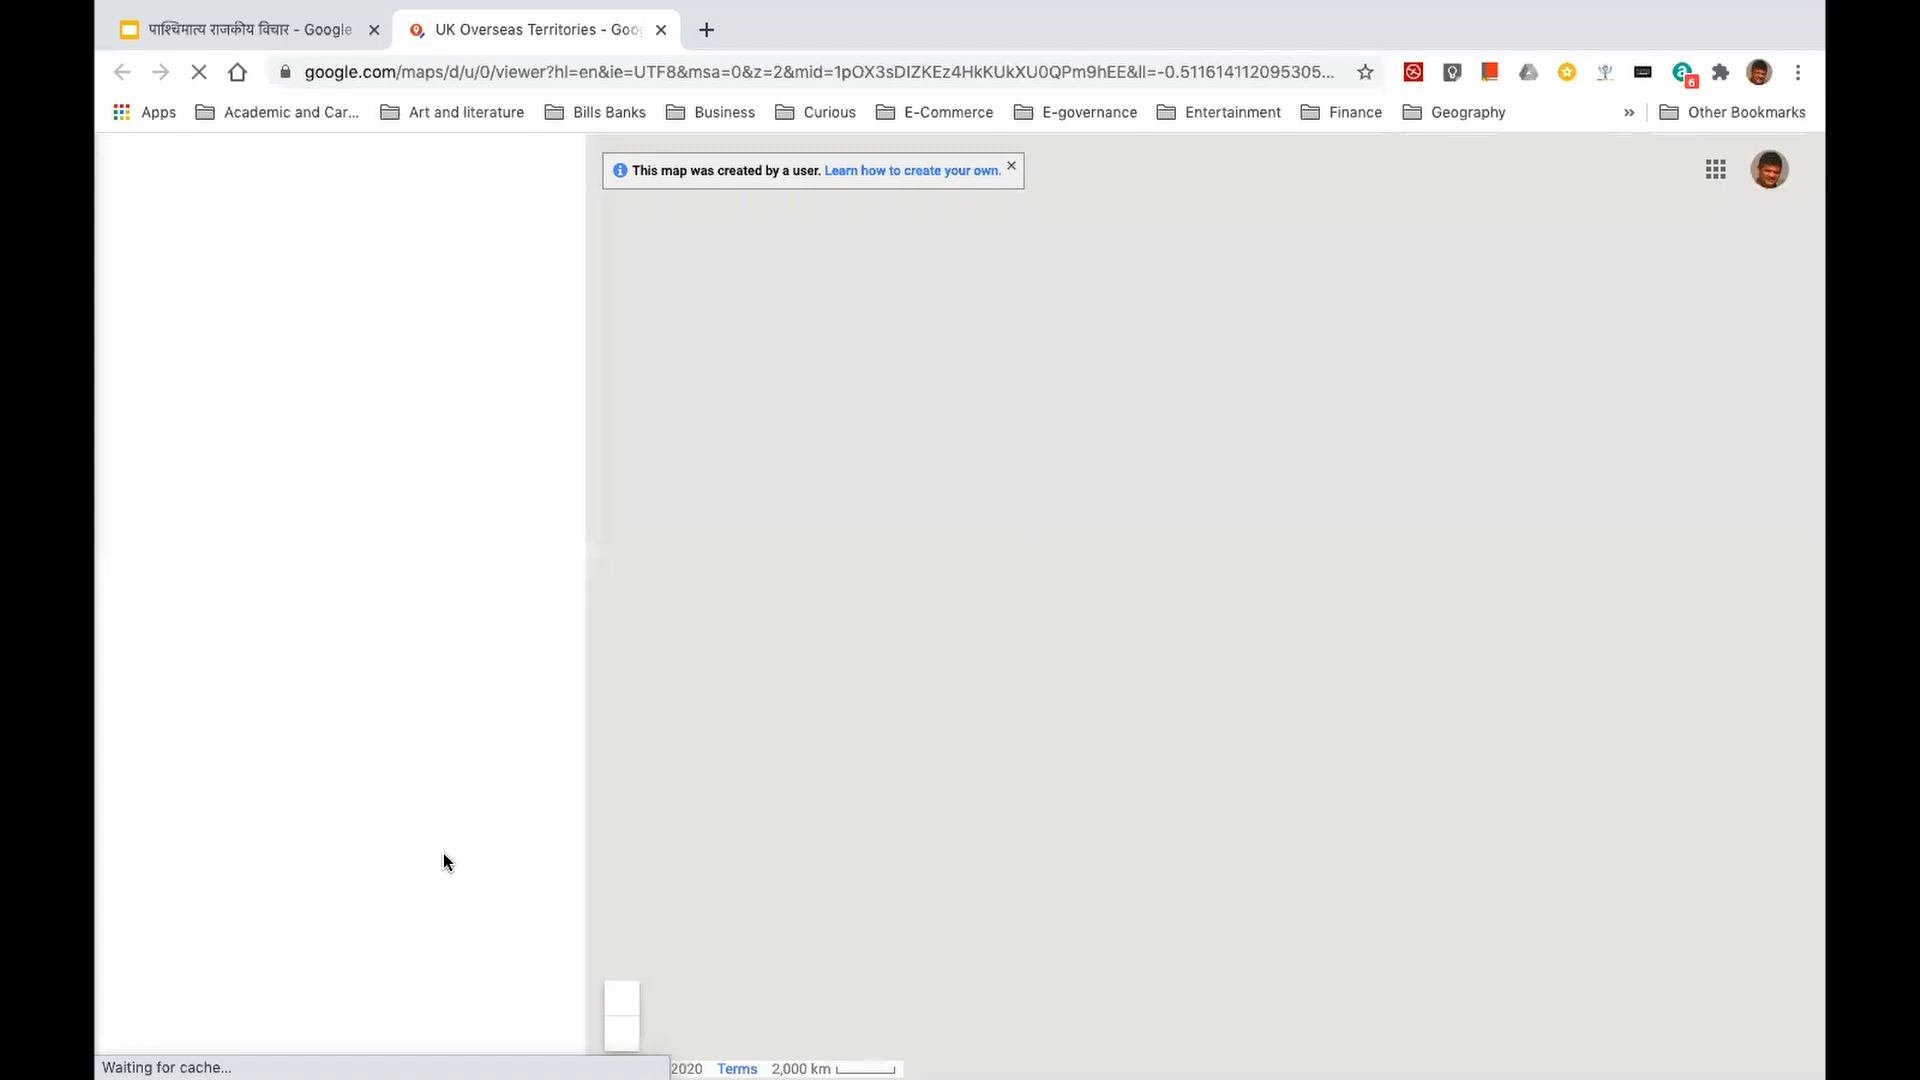 पाश्चिमात्य राजकीय विचार - Google
UK Overseas Territories - Goo
google.com/maps/d/u/0/viewer?hl=en&ie=UTF8&msa=0&z=2&mid=1pOX3sDIZKEz4HkKUkXU0QPm9hEE&ll=-0.511614112095305...
6
Apps
Academic and Car...
Art and literature
Bills Banks
Business
Curious
E-Commerce
E-governance
Entertainment
Finance
Geography
»
Other Bookmarks
This map was created by a user. Learn how to create your own.
Waiting for cache...
2020 Terms 2,000 km